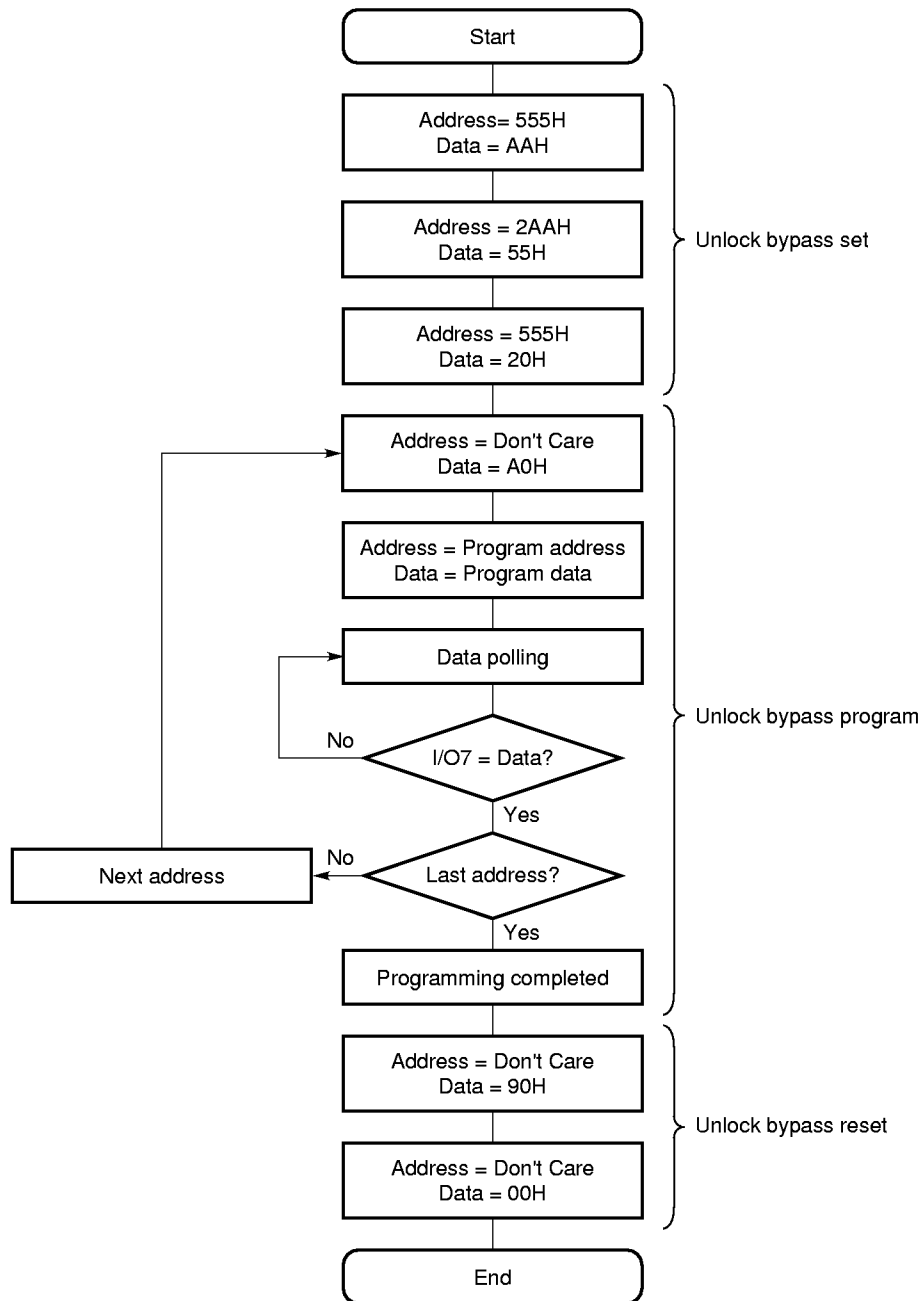 Start
Address= 555H
Data = AAH
Address = 2AAH
Data = 55H
Unlock bypass set
Address = 555H
Data = 20H
Address = Don't Care
Data = A0H
Address = Program address
Data = Program data
Data polling
Unlock bypass program
No
I/O7 = Data?
Yes
Next address
No
Last address?
Yes
Programming completed
Address = Don't Care
Data = 90H
Unlock bypass reset
Address = Don't Care
Data = 00H
End